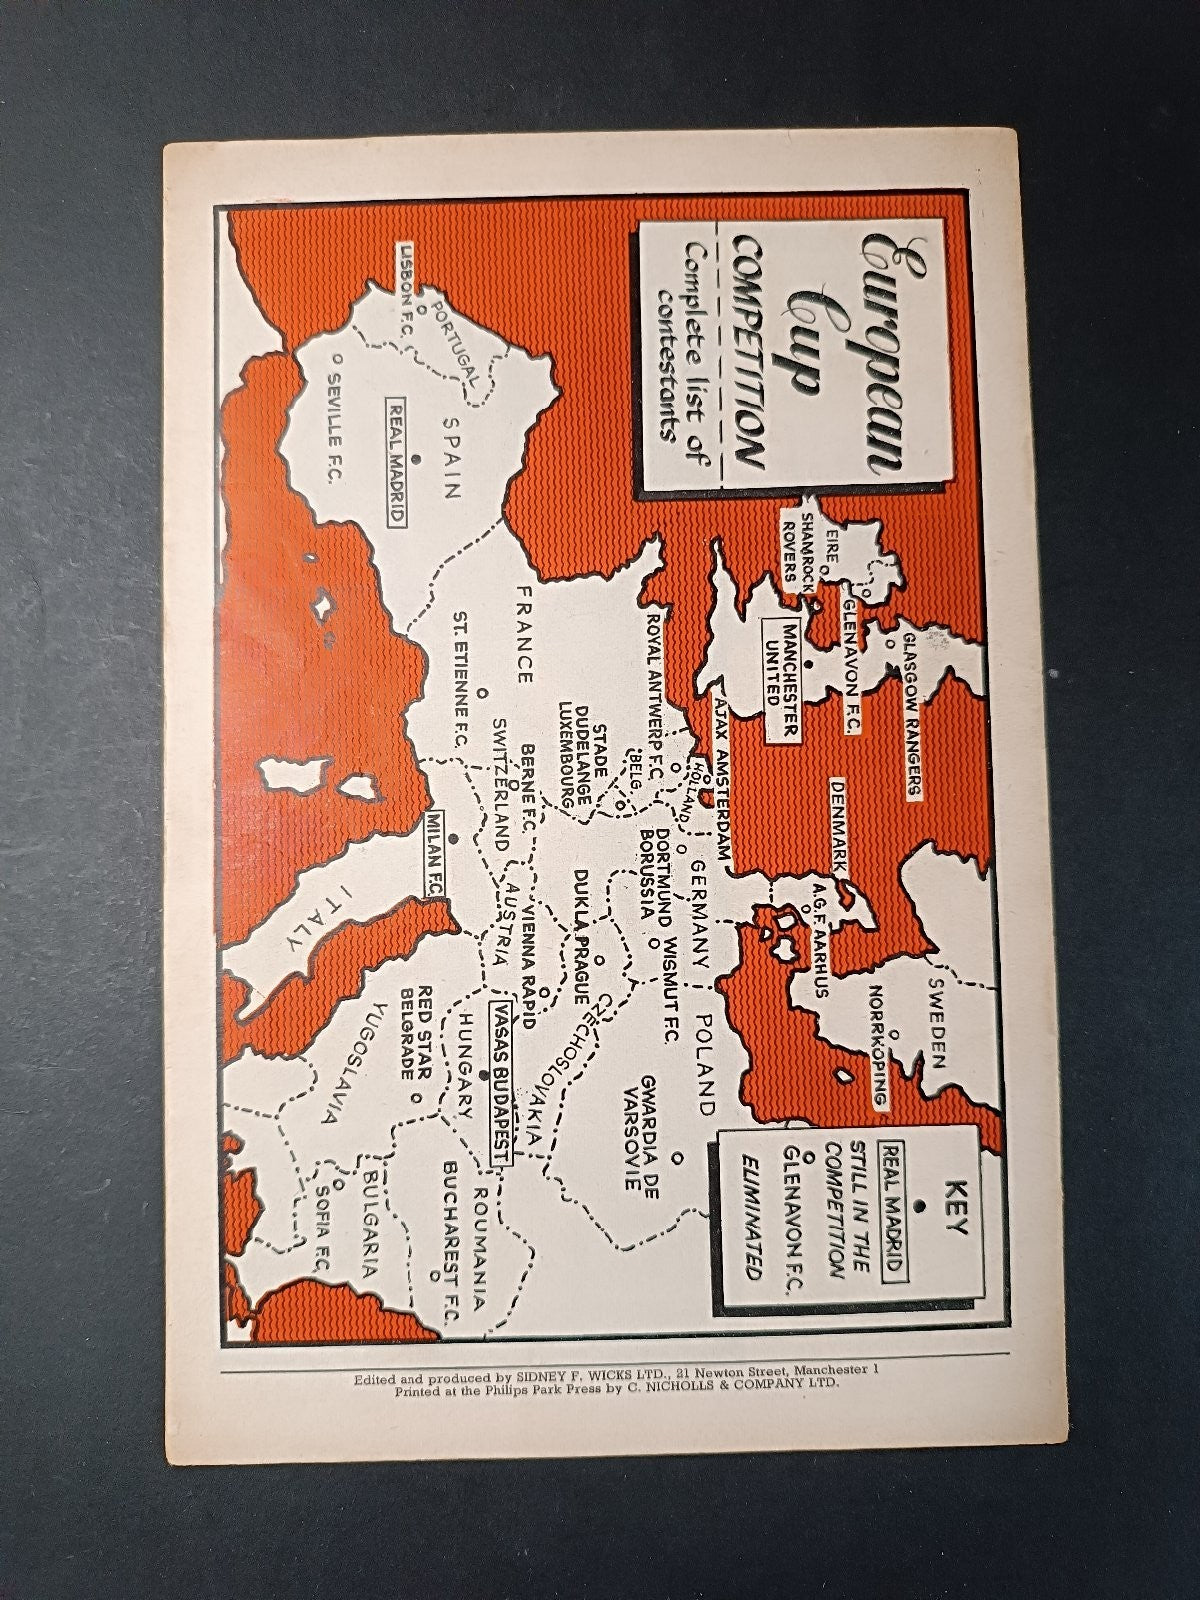 European
Cup
COMPETITION
Complete list of
contestants
KEY
REAL MADRID
STILL IN THE
COMPETITION
GLENAVON F.C.
ELIMINATED
GLASGOW RANGERS
GLENAVON F.C.
EIRE
SHAMROCK
ROVERS
MANCHESTER
UNITED
DENMARK
A.G.F. AARHUS
SWEDEN
NORRKOPING
AJAX AMSTERDAM
HOLLAND
ROYAL ANTWERP F.C.
BELG.
STADE
DUDELANGE
LUXEMBOURG
GERMANY
DORTMUND
BORUSSIA
WISMUT F.C.
POLAND
GWARDIA DE
VARSOVIE
DUKLA PRAGUE
CZECHOSLOVAKIA
FRANCE
ST. ETIENNE F.C.
BERNE F.C.
SWITZERLAND
VIENNA RAPID
AUSTRIA
VASAS BUDAPEST
HUNGARY
ROUMANIA
BUCHAREST F.C.
MILAN F.C.
ITALY
RED STAR
BELGRADE
YUGOSLAVIA
BULGARIA
SOFIA F.C.
SPAIN
REAL MADRID
SEVILLE F.C.
PORTUGAL
LISBON F.C.
Edited and produced by SIDNEY F. WICKS LTD., 21 Newton Street, Manchester 1
Printed at the Philips Park Press by C. NICHOLLS & COMPANY LTD.